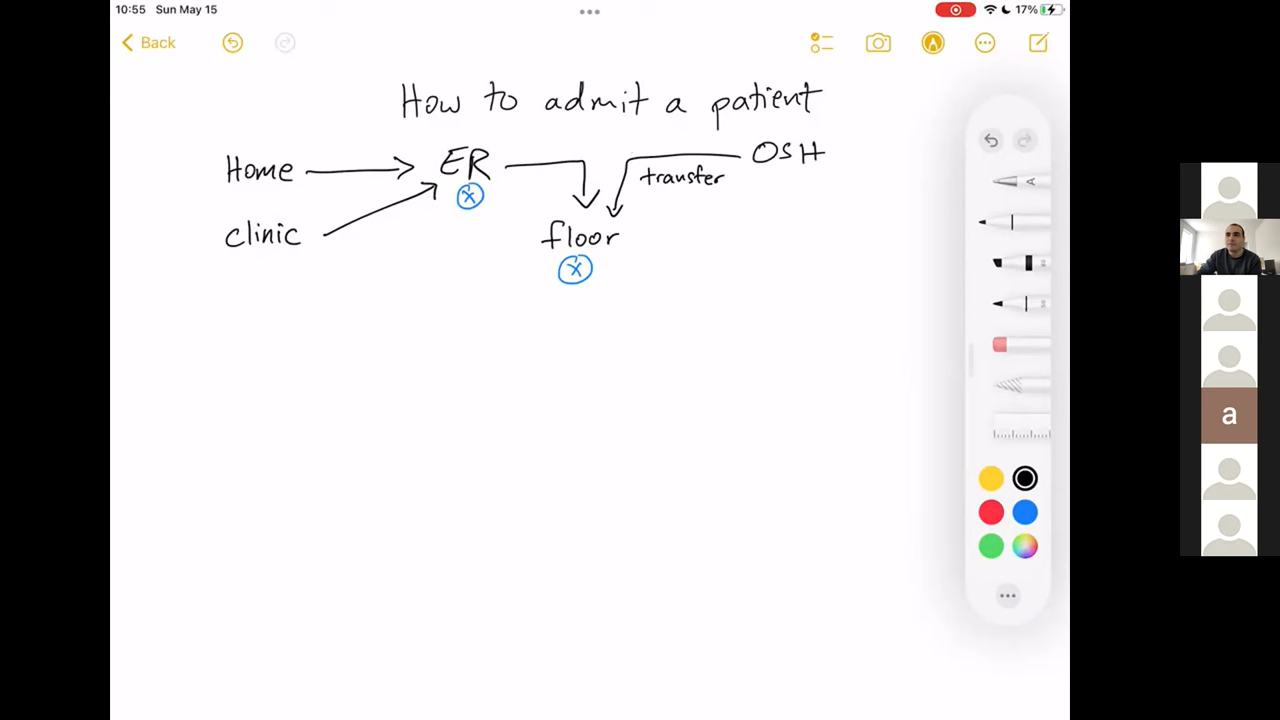 10:55 Sun May 15
17%
Back
How to admit a patient
Home
ER
OSH
transfer
x
clinic
floor
x
A
a